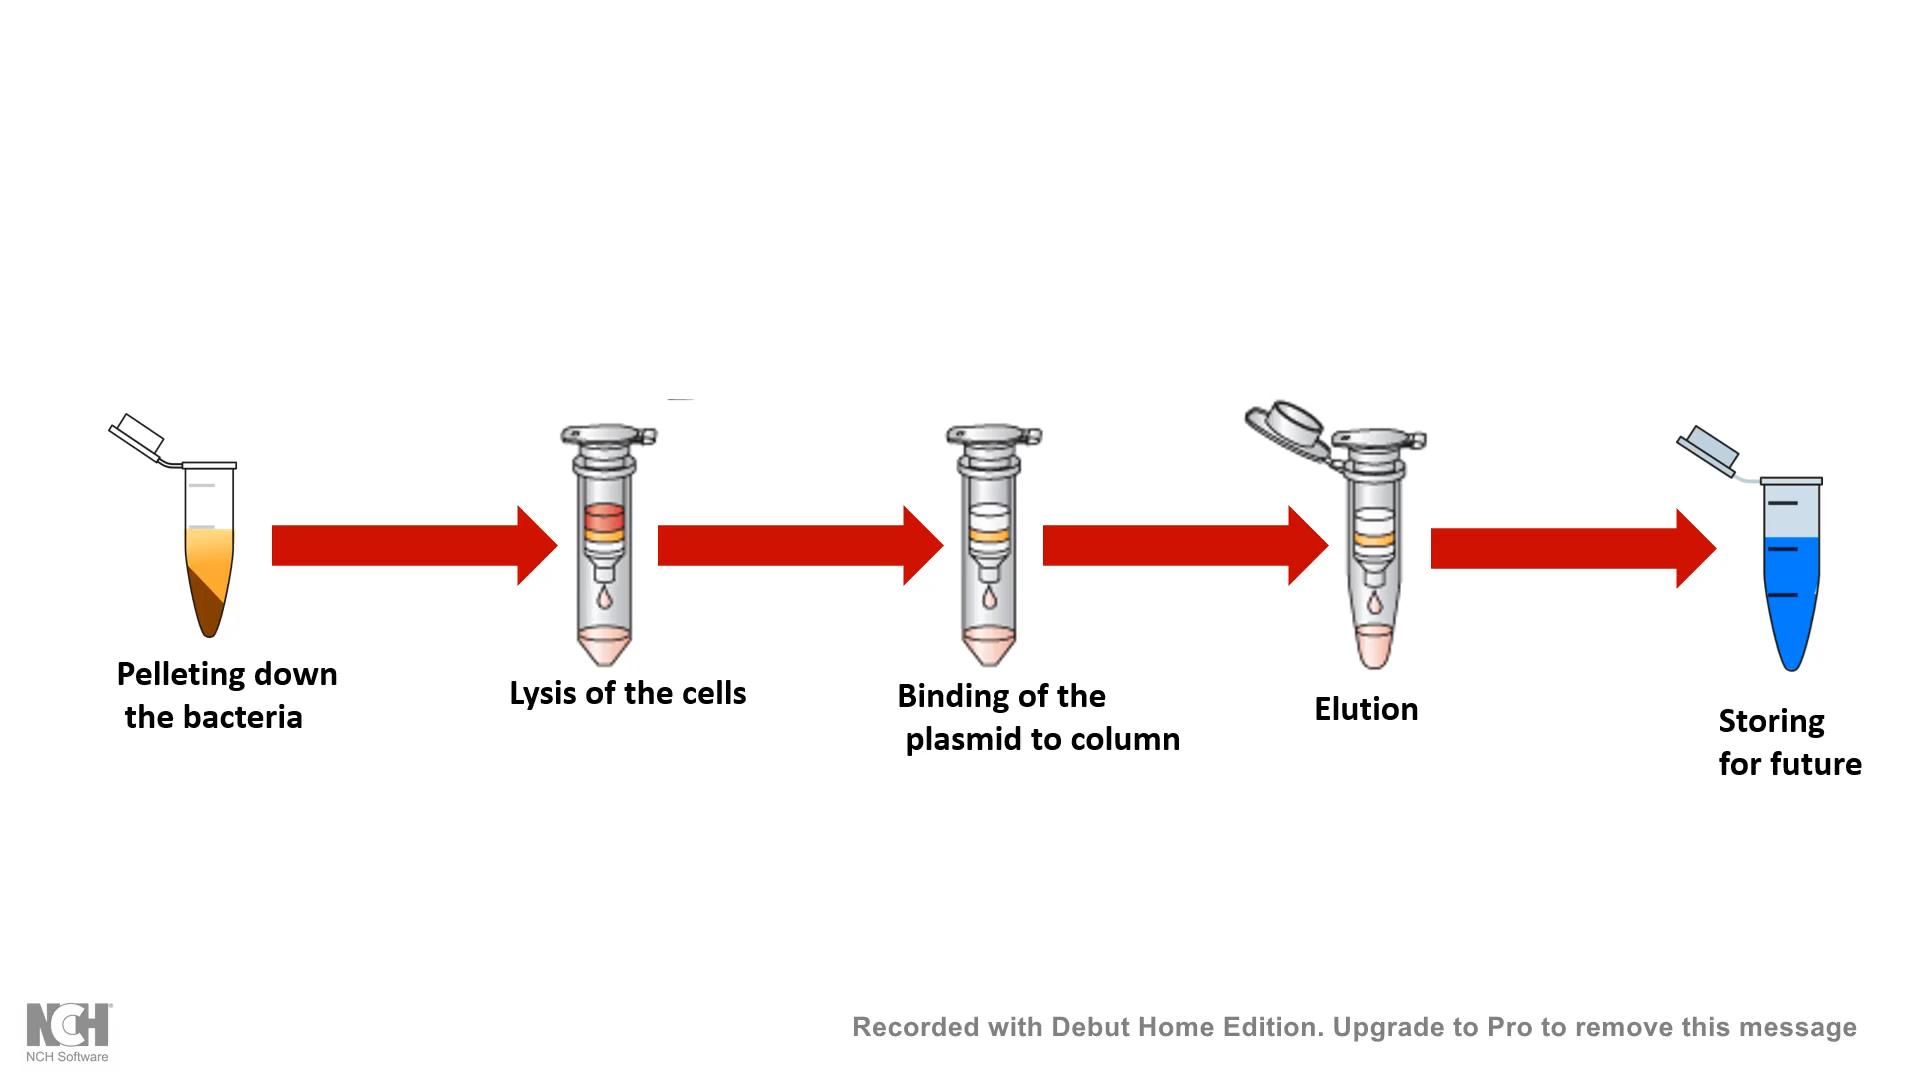 Pelleting down
the bacteria
Lysis of the cells
Binding of the
plasmid to column
Elution
Storing
for future
NCH
NCH Software
Recorded with Debut Home Edition. Upgrade to Pro to remove this message